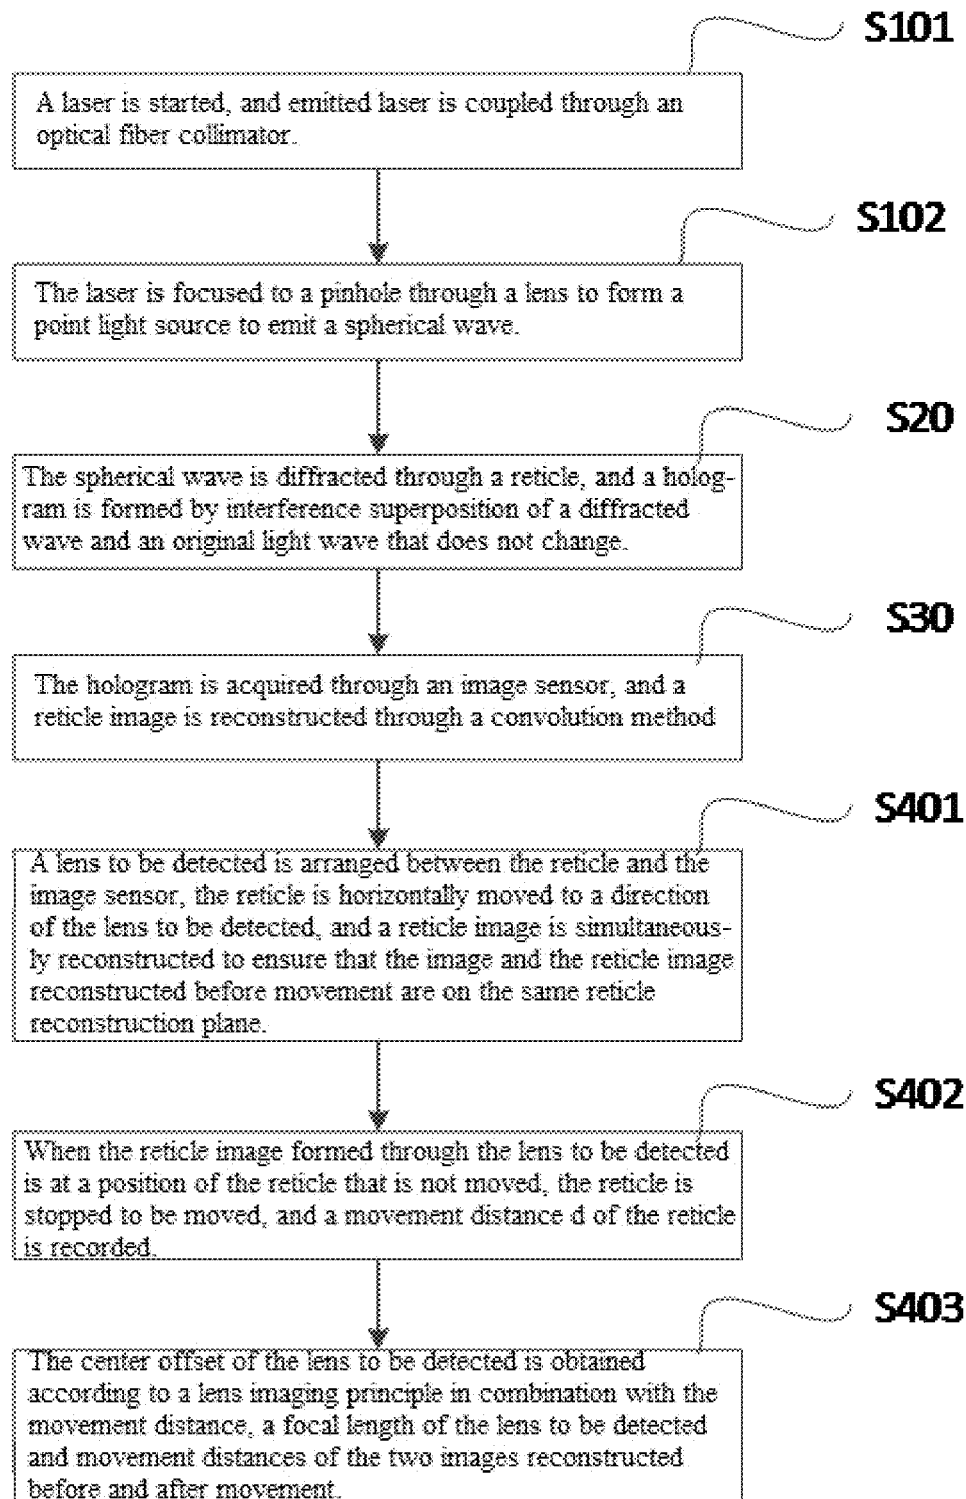 S101
A laser is started, and emitted laser is coupled through an
optical fiber collimator.
S102
The laser is focused to a pinhole through a lens to form a
point light source to emit a spherical wave.
S20
The spherical wave is diffracted through a reticle, and a holog-
ram is formed by interference superposition of a diffracted
wave and an original light wave that does not change.
S30
The hologram is acquired through an image sensor, and a
reticle image is reconstructed through a convolution method
S401
A lens to be detected is arranged between the reticle and the
image sensor, the reticle is horizontally moved to a direction
of the lens to be detected, and a reticle image is simultaneous-
ly reconstructed to ensure that the image and the reticle image
reconstructed before movement are on the same reticle
reconstruction plane.
S402
When the reticle image formed through the lens to be detected
is at a position of the reticle that is not moved, the reticle is
stopped to be moved, and a movement distance d of the reticle
is recorded.
S403
The center offset of the lens to be detected is obtained
according to a lens imaging principle in combination with the
movement distance, a focal length of the lens to be detected
and movement distances of the two images reconstructed
before and after movement.